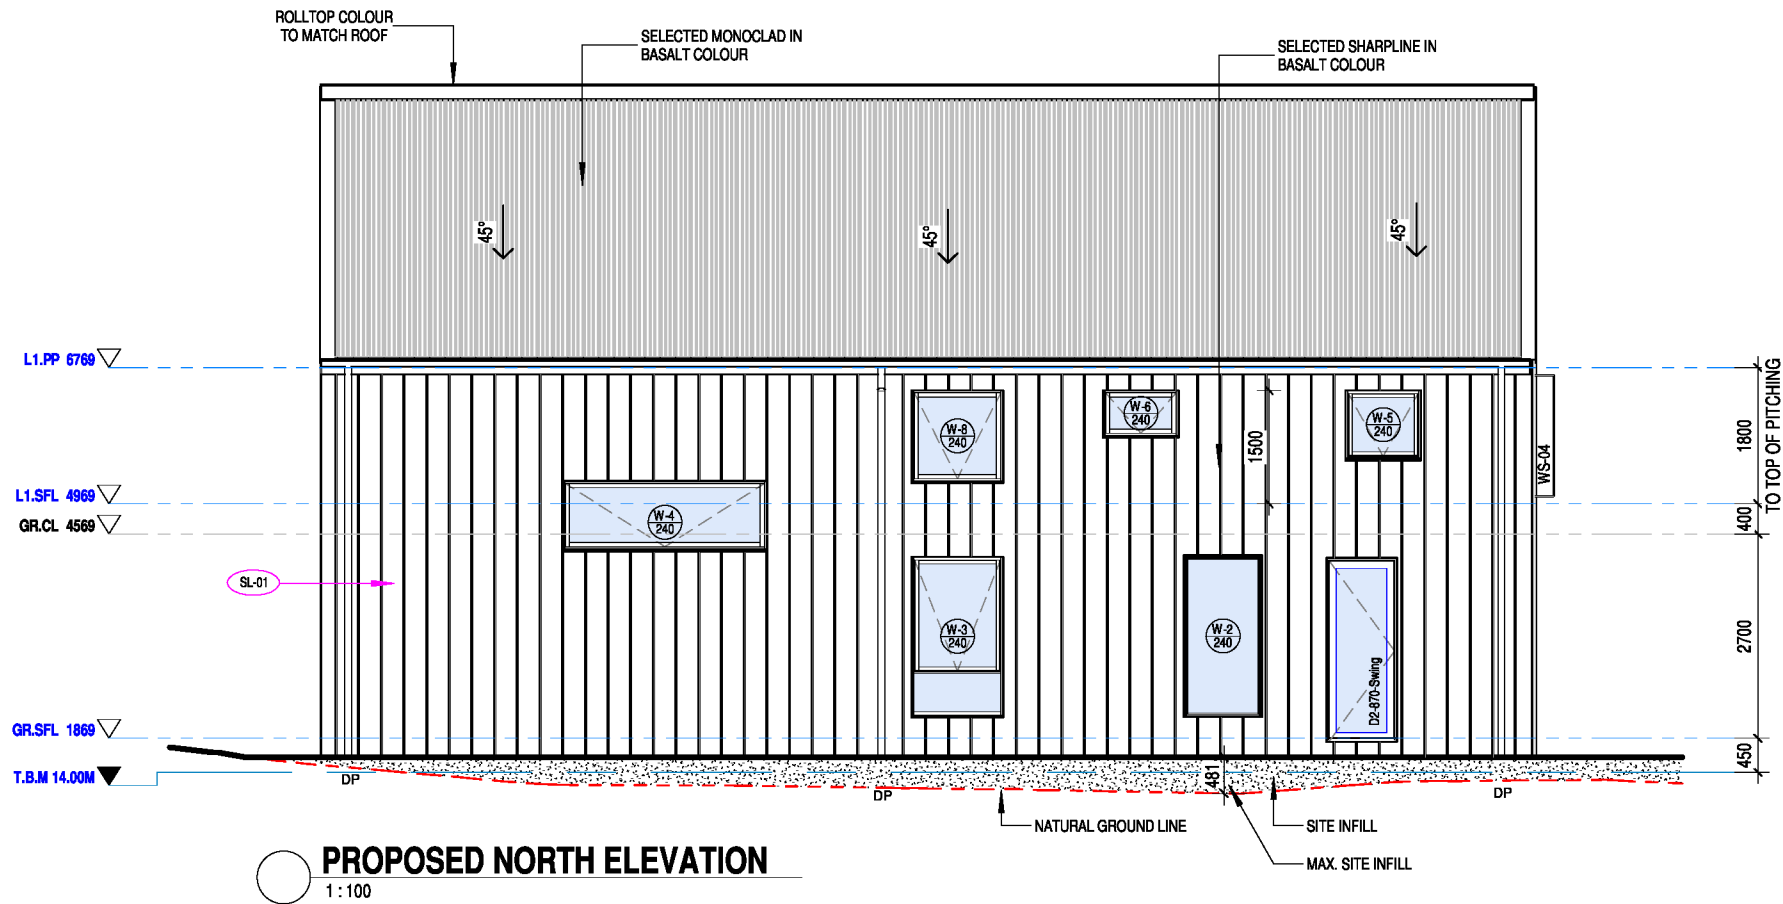 ROLLTOP COLOUR
TO MATCH ROOF
SELECTED MONOCLAD IN
BASALT COLOUR
SELECTED SHARPLINE IN
BASALT COLOUR
45°
45°
45°
L1.PP 6769
L1.SFL 4969
GR.CL 4569
SL-01
GR.SFL 1869
T.B.M 14.00M
W-8
240
W-6
240
W-5
240
W-4
240
W-3
240
W-2
240
D2-870-Swing
1500
WS-04
1800
400
2700
450
TO TOP OF PITCHING
481
DP
DP
DP
NATURAL GROUND LINE
SITE INFILL
MAX. SITE INFILL
PROPOSED NORTH ELEVATION
1 : 100